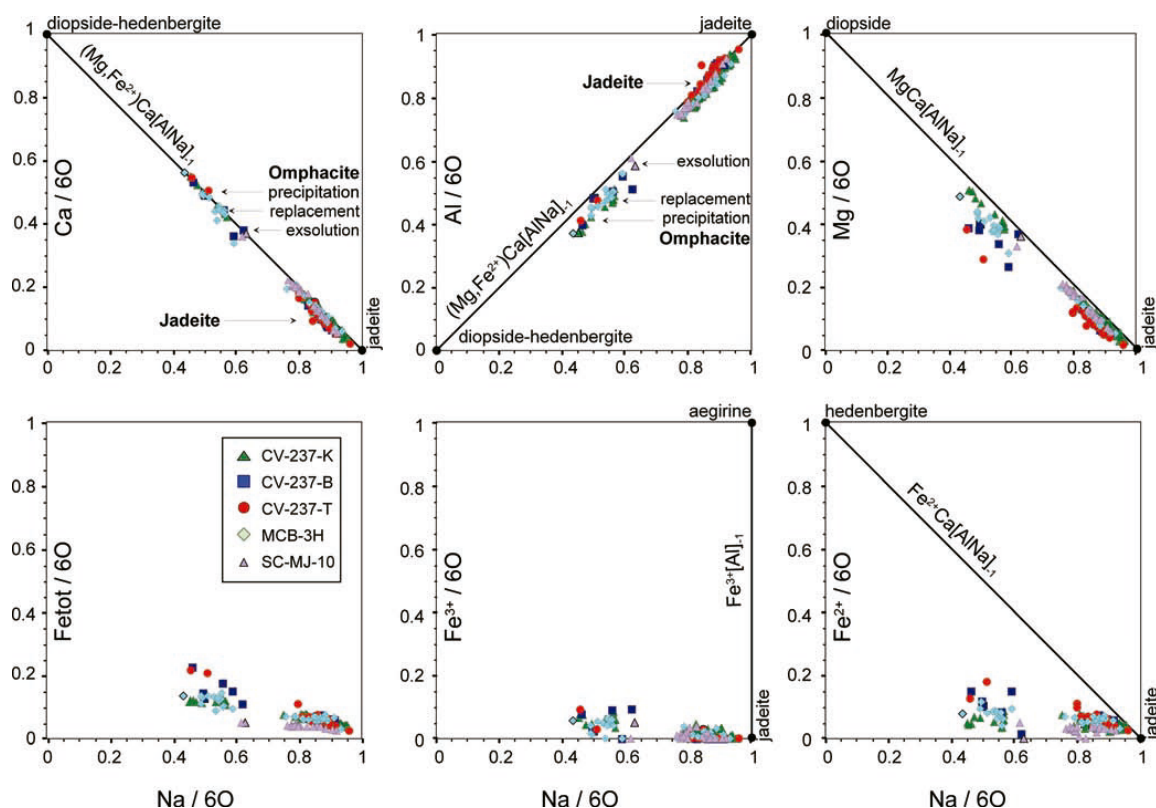 diopside-hedenbergite
1
0.8
0.6
0.4
0.2
0
Ca / 6O
(Mg,Fe2+)Ca[AlNa]-1
Omphacite
precipitation
replacement
exsolution
Jadeite
jadeite
0 0.2 0.4 0.6 0.8 1
jadeite
1
0.8
0.6
0.4
0.2
0
Al / 6O
Jadeite
exsolution
replacement
precipitation
Omphacite
(Mg,Fe2+)Ca[AlNa]-1
diopside-hedenbergite
0 0.2 0.4 0.6 0.8 1
diopside
1
0.8
0.6
0.4
0.2
0
Mg / 6O
MgCa[AlNa]-1
jadeite
0 0.2 0.4 0.6 0.8 1
1
0.8
0.6
0.4
0.2
0
Fetot / 6O
CV-237-K
CV-237-B
CV-237-T
MCB-3H
SC-MJ-10
0 0.2 0.4 0.6 0.8 1
Na / 6O
aegirine
1
0.8
0.6
0.4
0.2
0
Fe3+ / 6O
Fe3+[Al]-1
jadeite
0 0.2 0.4 0.6 0.8 1
Na / 6O
hedenbergite
1
0.8
0.6
0.4
0.2
0
Fe2+ / 6O
Fe2+Ca[AlNa]-1
jadeite
0 0.2 0.4 0.6 0.8 1
Na / 6O